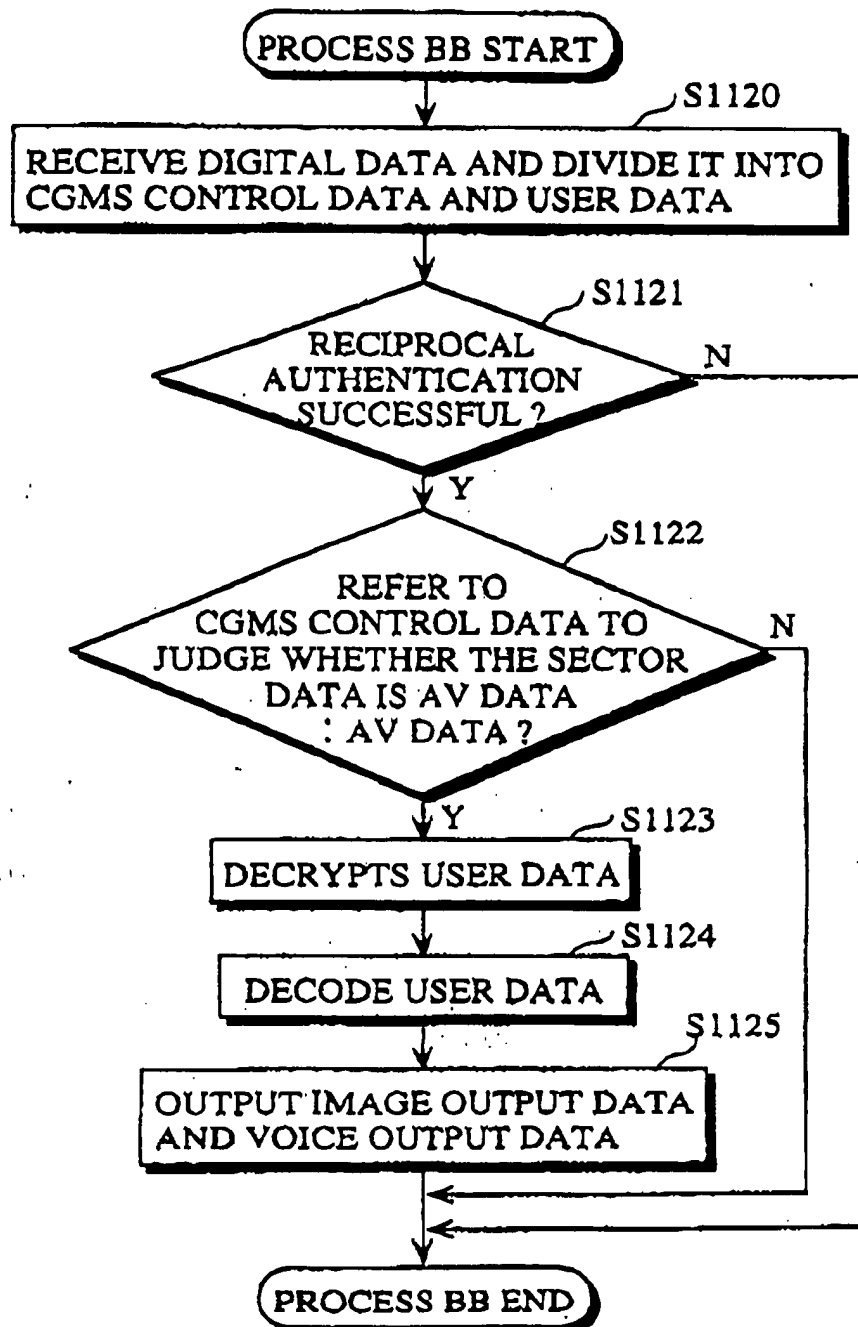 PROCESS BB START
S1120
RECEIVE DIGITAL DATA AND DIVIDE IT INTO
CGMS CONTROL DATA AND USER DATA
S1121
RECIPROCAL
AUTHENTICATION
SUCCESSFUL ?
N
Y
S1122
REFER TO
CGMS CONTROL DATA TO
JUDGE WHETHER THE SECTOR
DATA IS AV DATA
: AV DATA ?
N
Y
S1123
DECRYPTS USER DATA
S1124
DECODE USER DATA
S1125
OUTPUT IMAGE OUTPUT DATA
AND VOICE OUTPUT DATA
PROCESS BB END